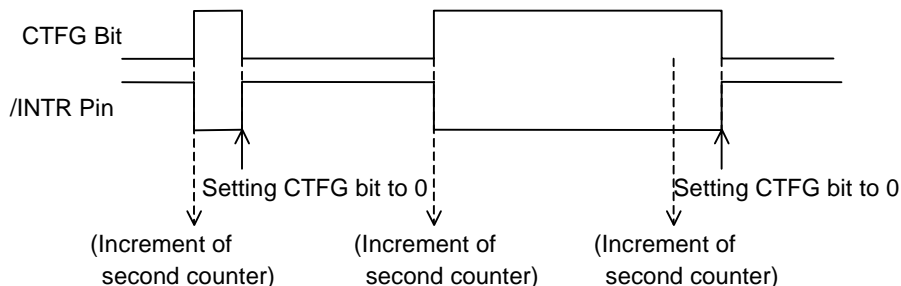 CTFG Bit
/INTR Pin
Setting CTFG bit to 0
Setting CTFG bit to 0
(Increment of
second counter)
(Increment of
second counter)
(Increment of
second counter)